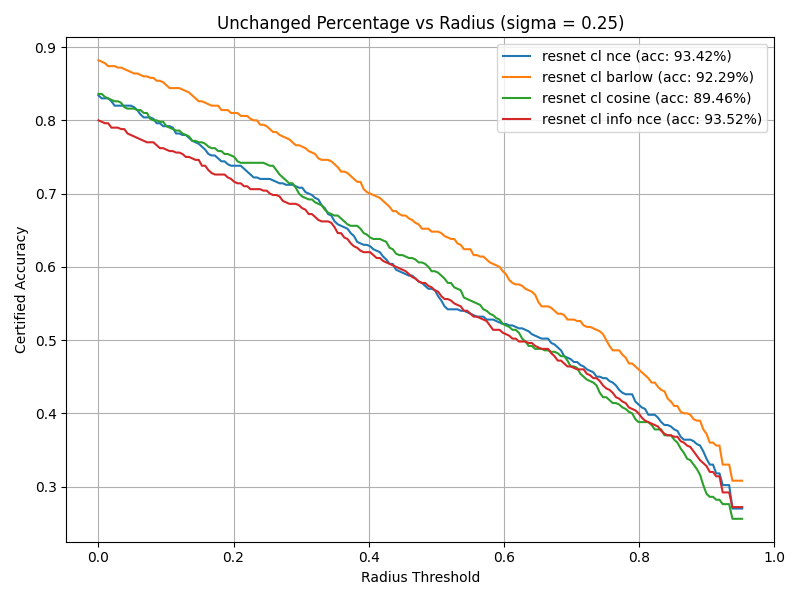 Unchanged Percentage vs Radius (sigma = 0.25)
resnet cl nce (acc: 93.42%)
resnet cl barlow (acc: 92.29%)
resnet cl cosine (acc: 89.46%)
resnet cl info nce (acc: 93.52%)
Certified Accuracy
0.9
0.8
0.7
0.6
0.5
0.4
0.3
0.0 0.2 0.4 0.6 0.8 1.0
Radius Threshold